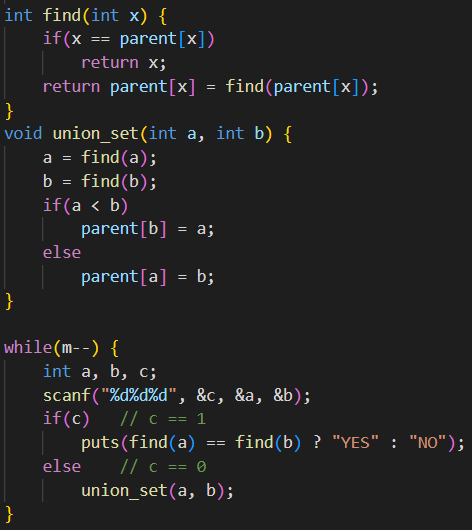 int find(int x) {
    if(x == parent[x])
        return x;
    return parent[x] = find(parent[x]);
}
void union_set(int a, int b) {
    a = find(a);
    b = find(b);
    if(a < b)
        parent[b] = a;
    else
        parent[a] = b;
}

while(m--) {
    int a, b, c;
    scanf("%d%d%d", &c, &a, &b);
    if(c)   // c == 1
        puts(find(a) == find(b) ? "YES" : "NO");
    else    // c == 0
        union_set(a, b);
}